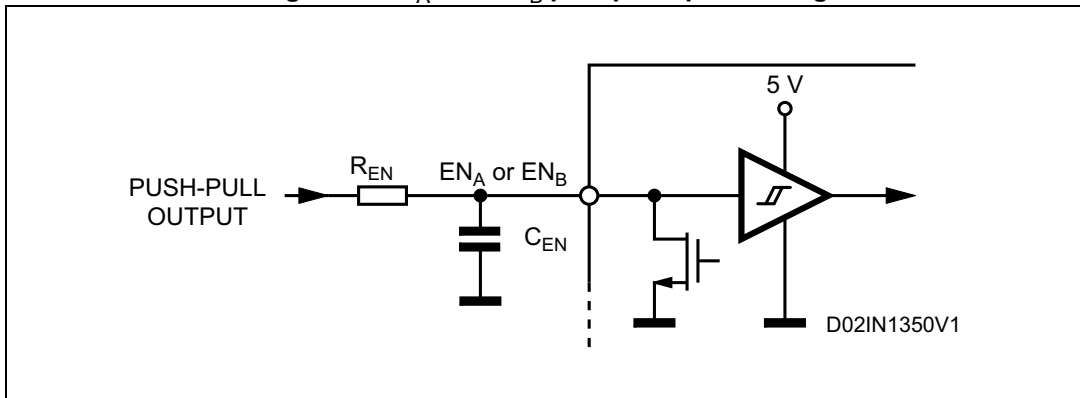 5 V
R_EN EN_A or EN_B
PUSH-PULL
OUTPUT
C_EN
D02IN1350V1